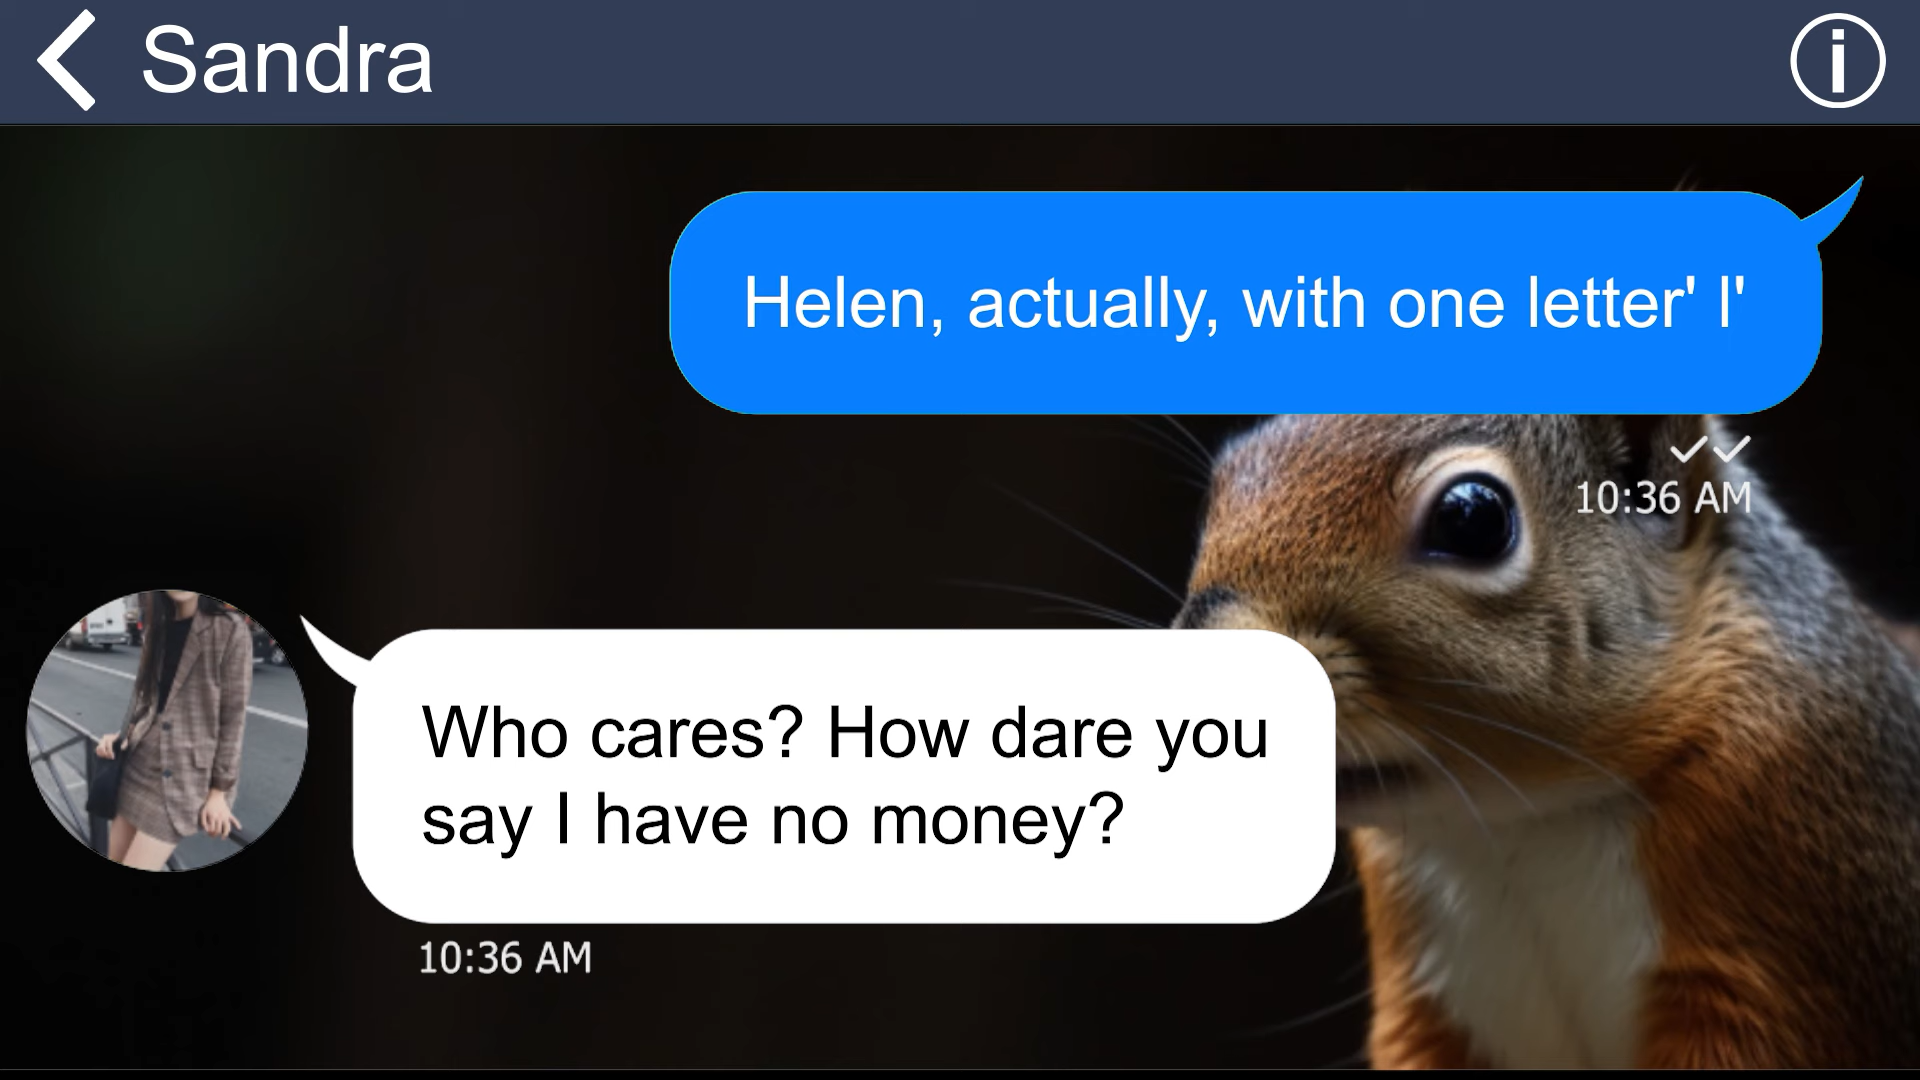 Sandra
Helen, actually, with one letter' l'
10:36 AM
Who cares? How dare you
say I have no money?
10:36 AM